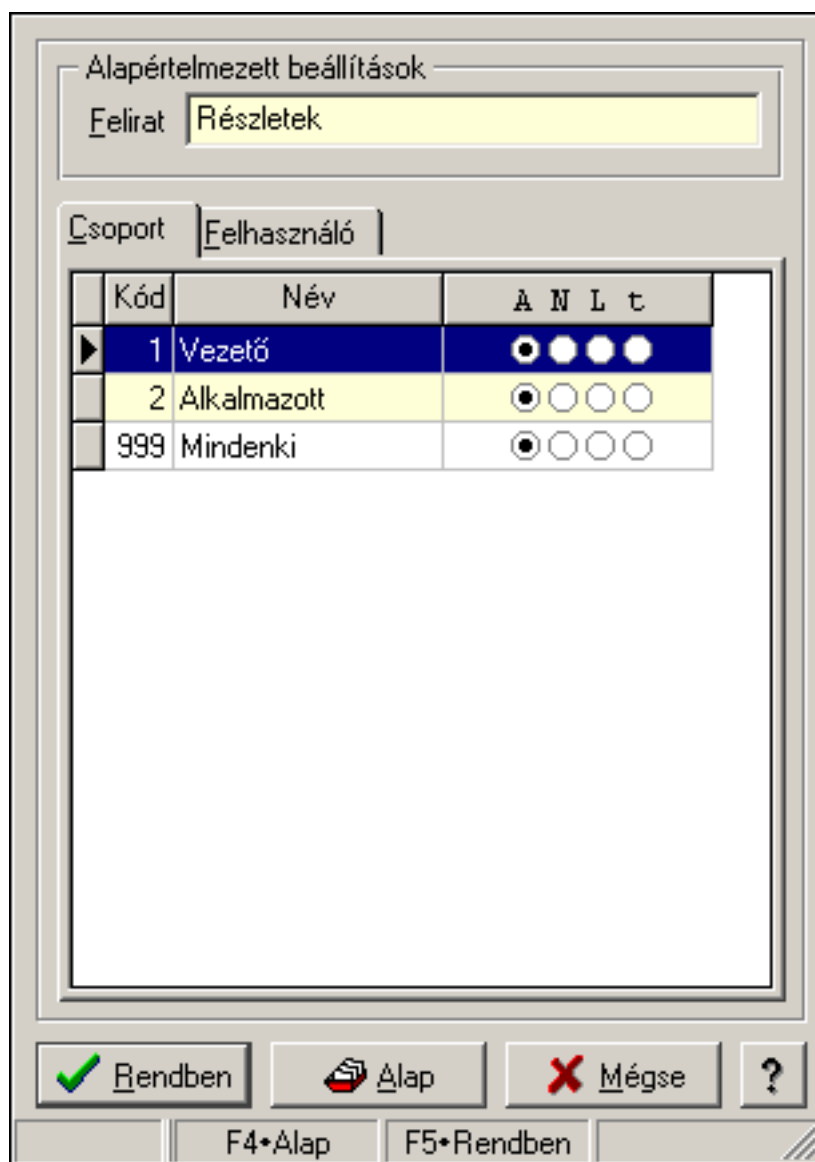 Alapértelmezett beállítások
Felirat Részletek
Csoport Felhasználó
Kód Név A N L t
1 Vezető
2 Alkalmazott
999 Mindenki
Rendben Alap Mégse ?
F4•Alap F5•Rendben